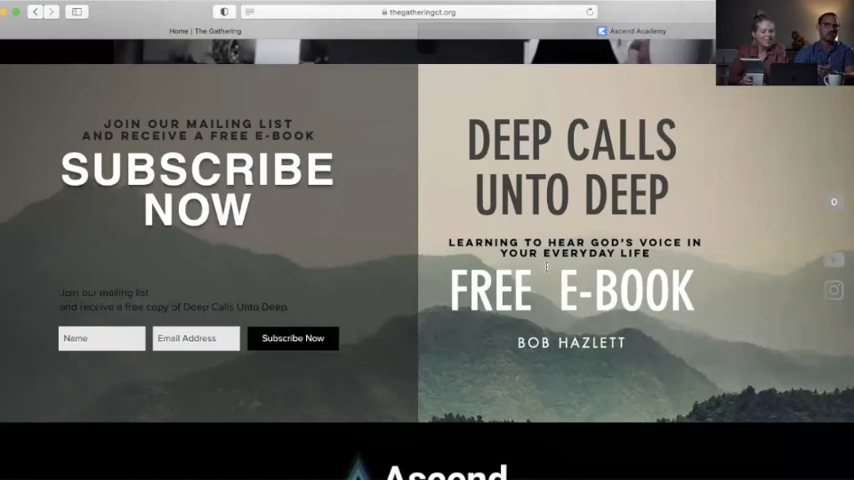 thegatheringct.org
Home | The Gathering
Ascend Academy
JOIN OUR MAILING LIST
AND RECEIVE A FREE E-BOOK
SUBSCRIBE
NOW
Join our mailing list
and receive a free copy of Deep Calls Unto Deep
Name
Email Address
Subscribe Now
DEEP CALLS
UNTO DEEP
LEARNING TO HEAR GOD'S VOICE IN
YOUR EVERYDAY LIFE
FREE E-BOOK
BOB HAZLETT
0
Ascend